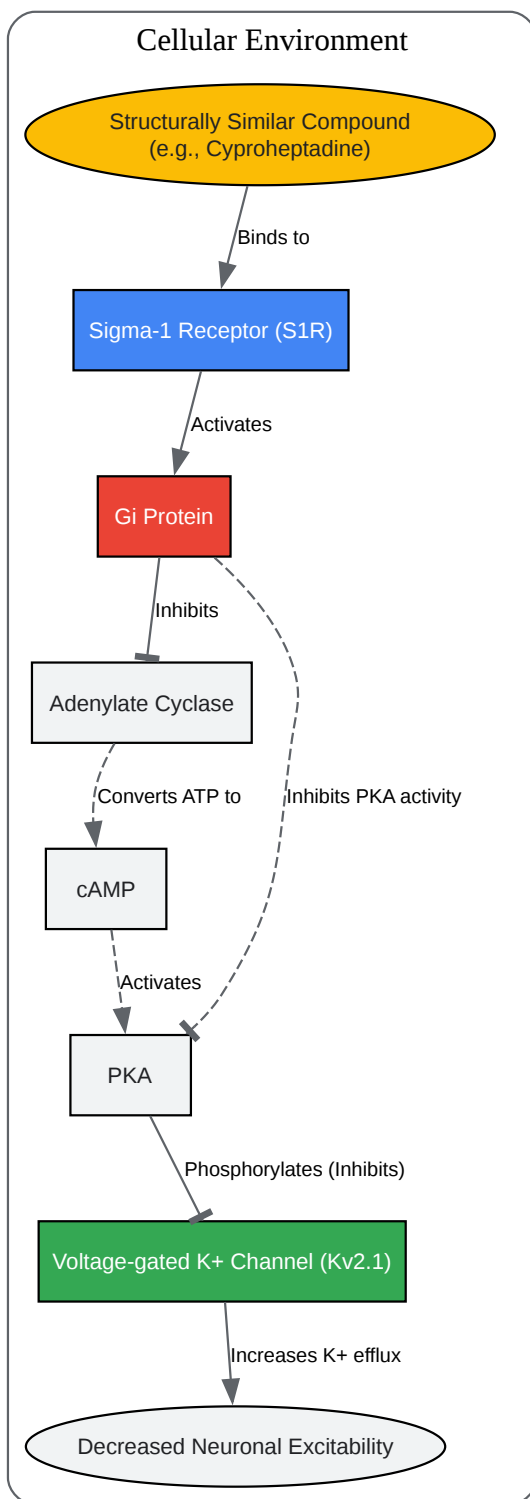 Cellular Environment
Structurally Similar Compound
(e.g., Cyproheptadine)
Binds to
Sigma-1 Receptor (S1R)
Activates
Gi Protein
Inhibits
Adenylate Cyclase
Converts ATP to
Inhibits PKA activity
cAMP
Activates
PKA
Phosphorylates (Inhibits)
Voltage-gated K+ Channel (Kv2.1)
Increases K+ efflux
Decreased Neuronal Excitability